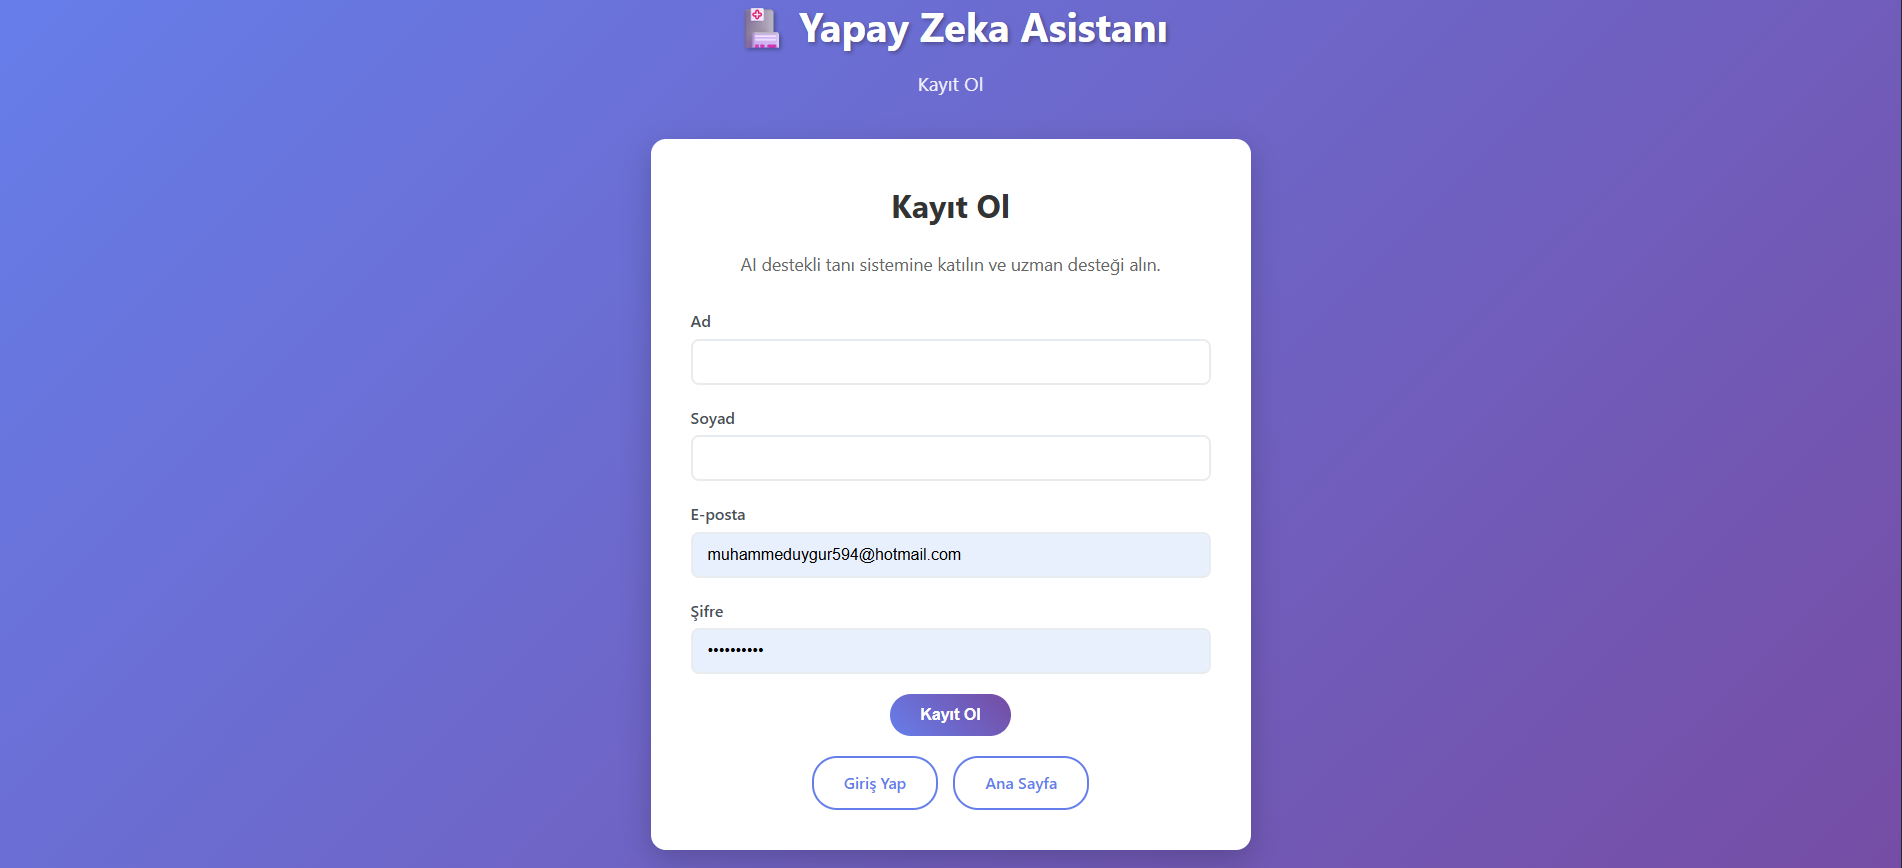 Yapay Zeka Asistanı
Kayıt Ol
Kayıt Ol
AI destekli tanı sistemine katılın ve uzman desteği alın.
Ad
Soyad
E-posta
muhammeduygur594@hotmail.com
Şifre
••••••••••
Kayıt Ol
Giriş Yap
Ana Sayfa